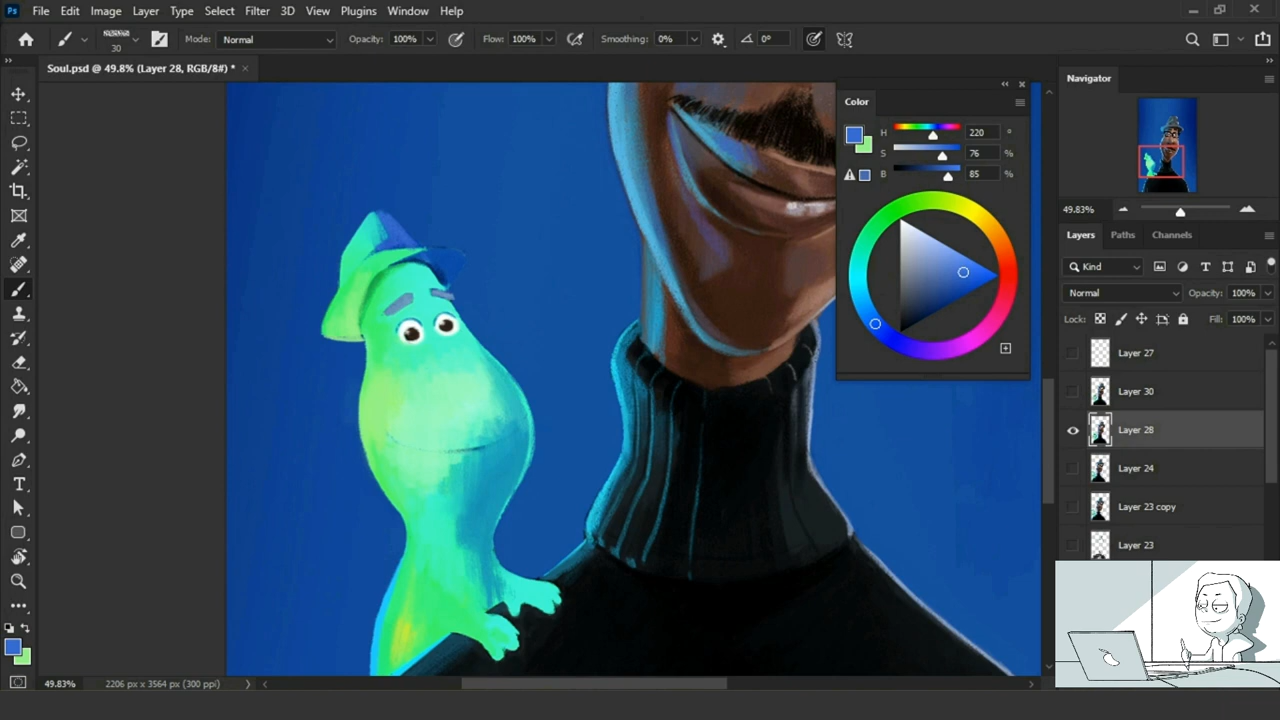 Ps File Edit Image Layer Type Select Filter 3D View Plugins Window Help
30 Mode: Normal Opacity: 100% Flow: 100% Smoothing: 0% 0°
Soul.psd @ 49.8% (Layer 28, RGB/8#) * ×
Color
H 220 °
S 76 %
B 85 %
Navigator
49.83%
Layers Paths Channels
Kind
Normal Opacity: 100%
Lock: Fill: 100%
Layer 27
Layer 30
Layer 28
Layer 24
Layer 23 copy
Layer 23
49.83% 2206 px x 3564 px (300 ppi)